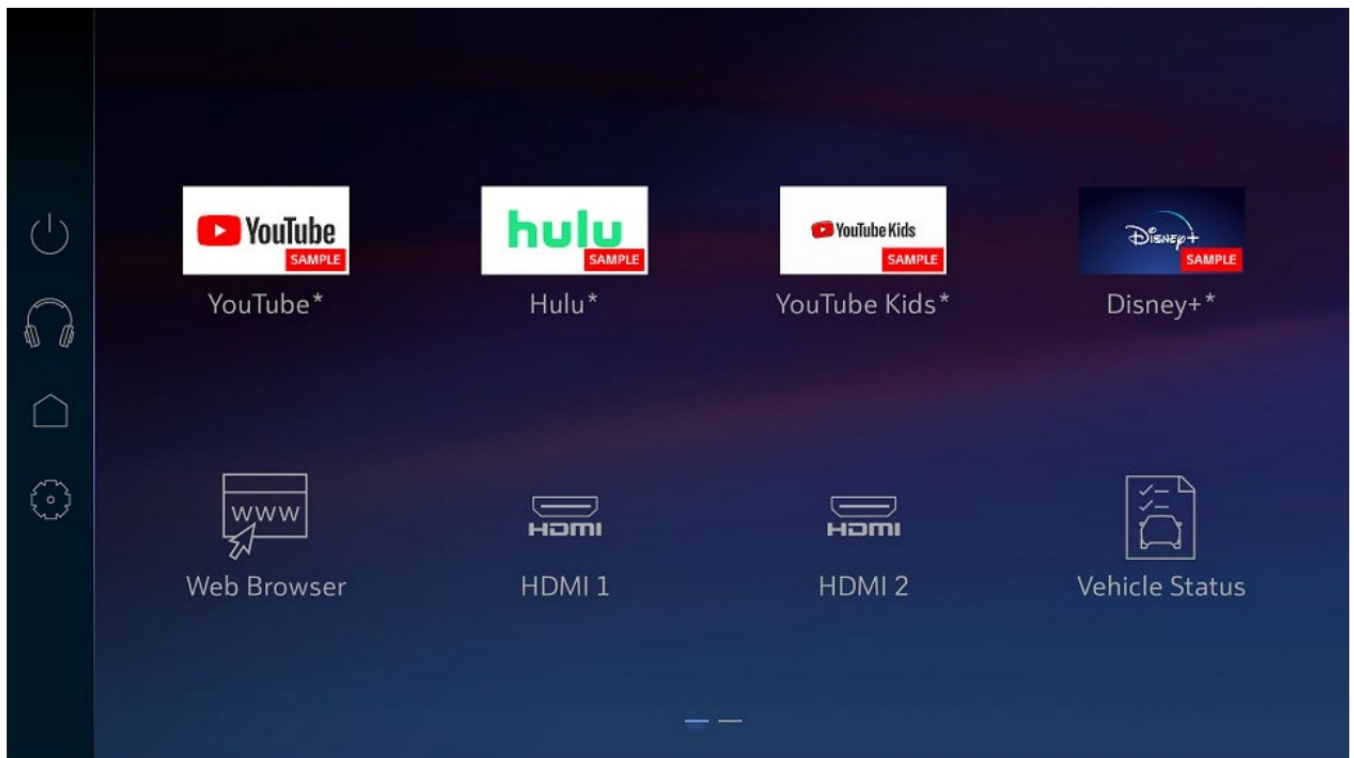 YouTube
SAMPLE
hulu
SAMPLE
YouTube Kids
SAMPLE
Disney+
SAMPLE
YouTube*
Hulu*
YouTube Kids*
Disney+*
www
HDMI
HDMI
Web Browser
HDMI 1
HDMI 2
Vehicle Status